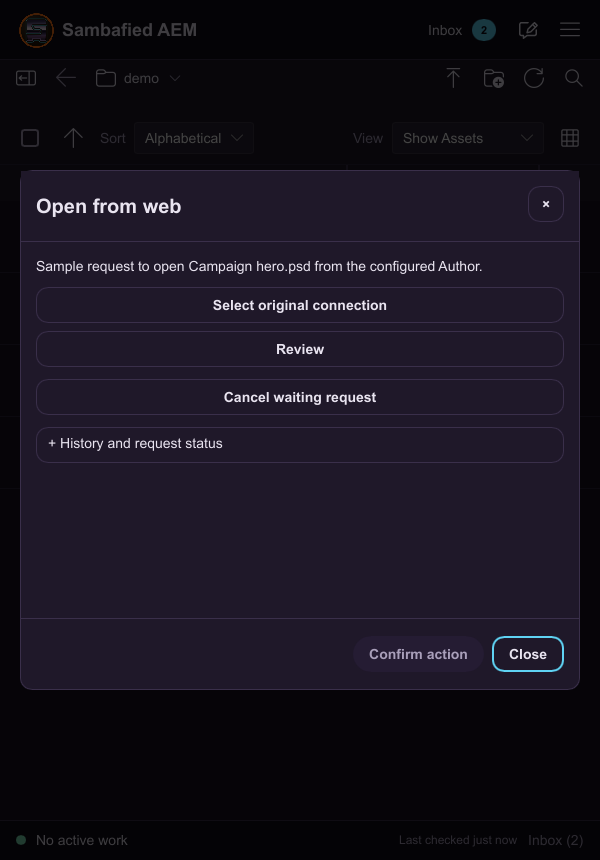 Sambafied AEM
Inbox 2
demo
Sort Alphabetical View Show Assets
Open from web
×
Sample request to open Campaign hero.psd from the configured Author.
Select original connection
Review
Cancel waiting request
+ History and request status
Confirm action Close
No active work Last checked just now Inbox (2)